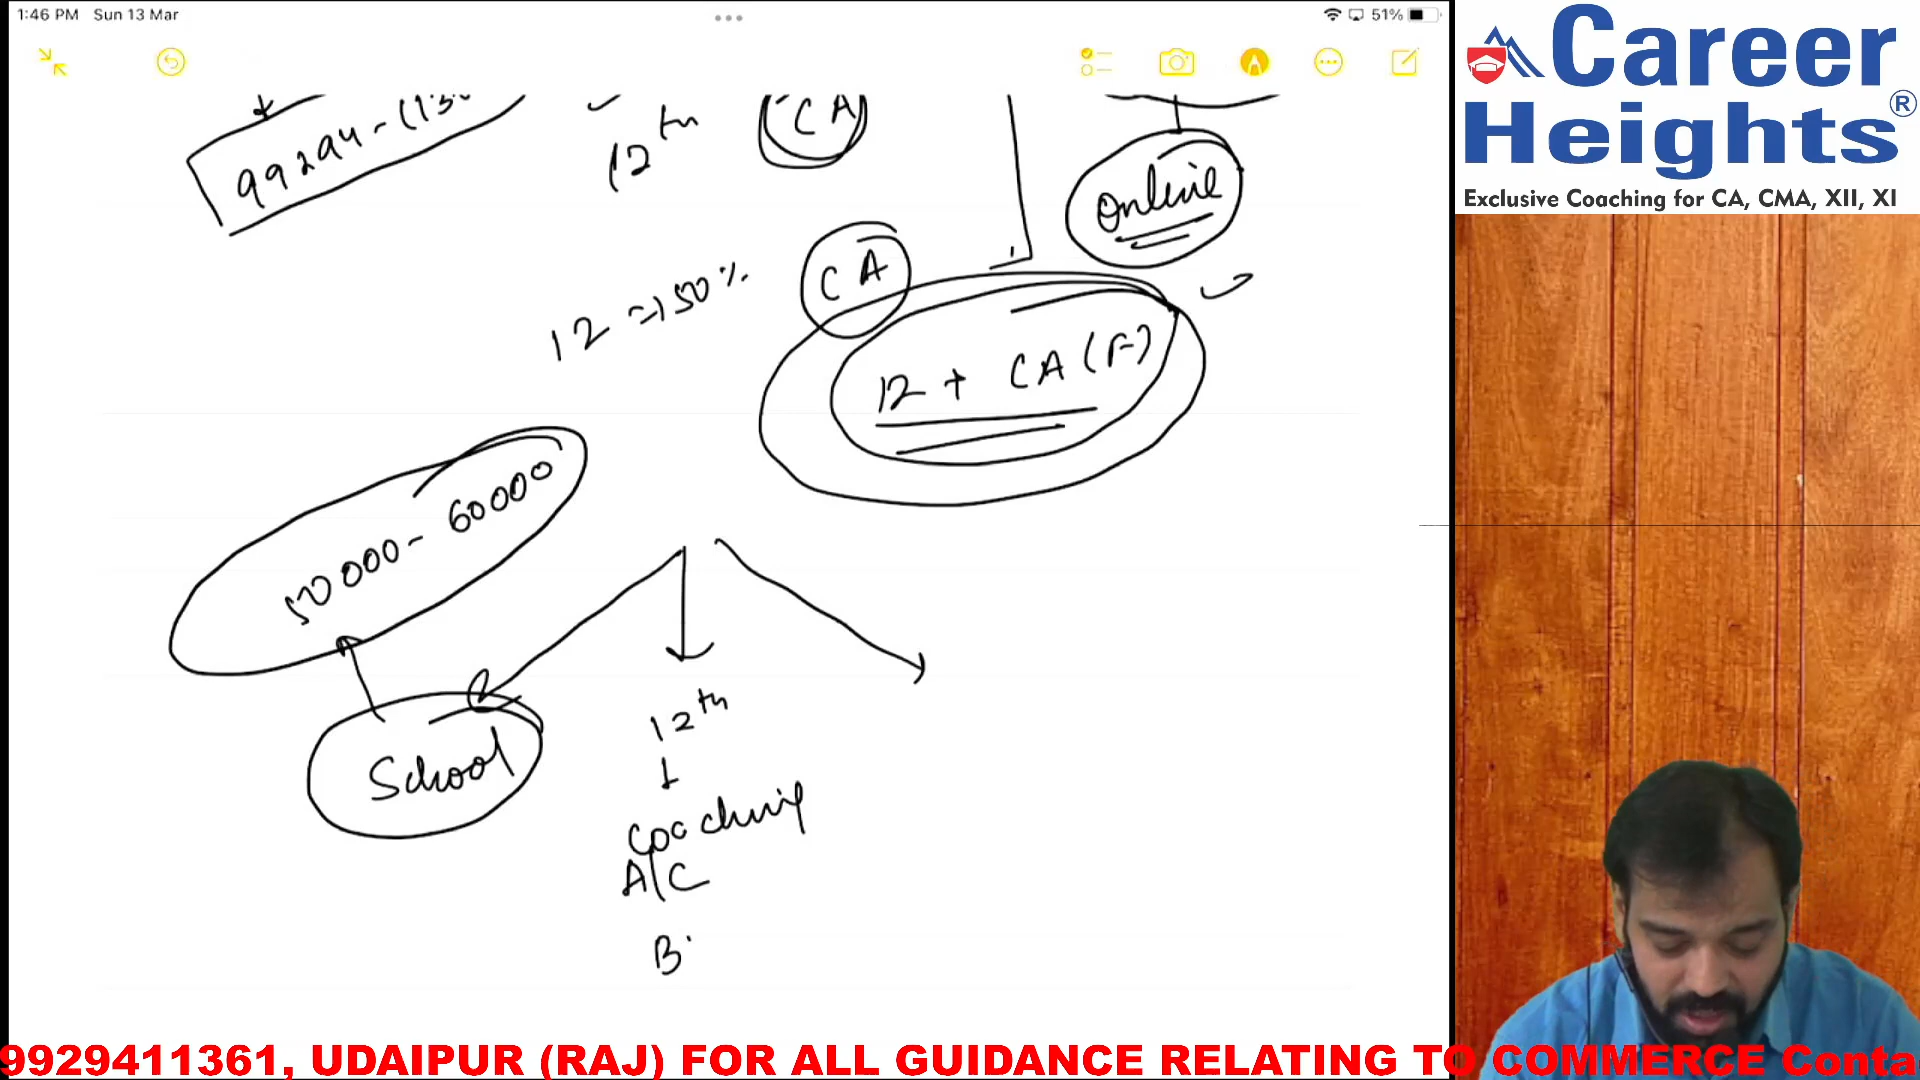 1:46 PM Sun 13 Mar
51%
Career
Heights®
Exclusive Coaching for CA, CMA, XII, XI
99294-
12th
CA
online
12 => 50%
CA
12 + CA (F)
50000 - 60000
12th
School
Coaching
A/C
B.
9929411361, UDAIPUR (RAJ) FOR ALL GUIDANCE RELATING TO COMMERCE Conta